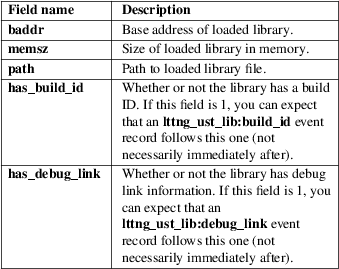 Field name Description
baddr Base address of loaded library.
memsz Size of loaded library in memory.
path Path to loaded library file.
has_build_id Whether or not the library has a build
ID. If this field is 1, you can expect
that an lttng_ust_lib:build_id event
record follows this one (not
necessarily immediately after).
has_debug_link Whether or not the library has debug
link information. If this field is 1, you
can expect that an
lttng_ust_lib:debug_link event
record follows this one (not
necessarily immediately after).